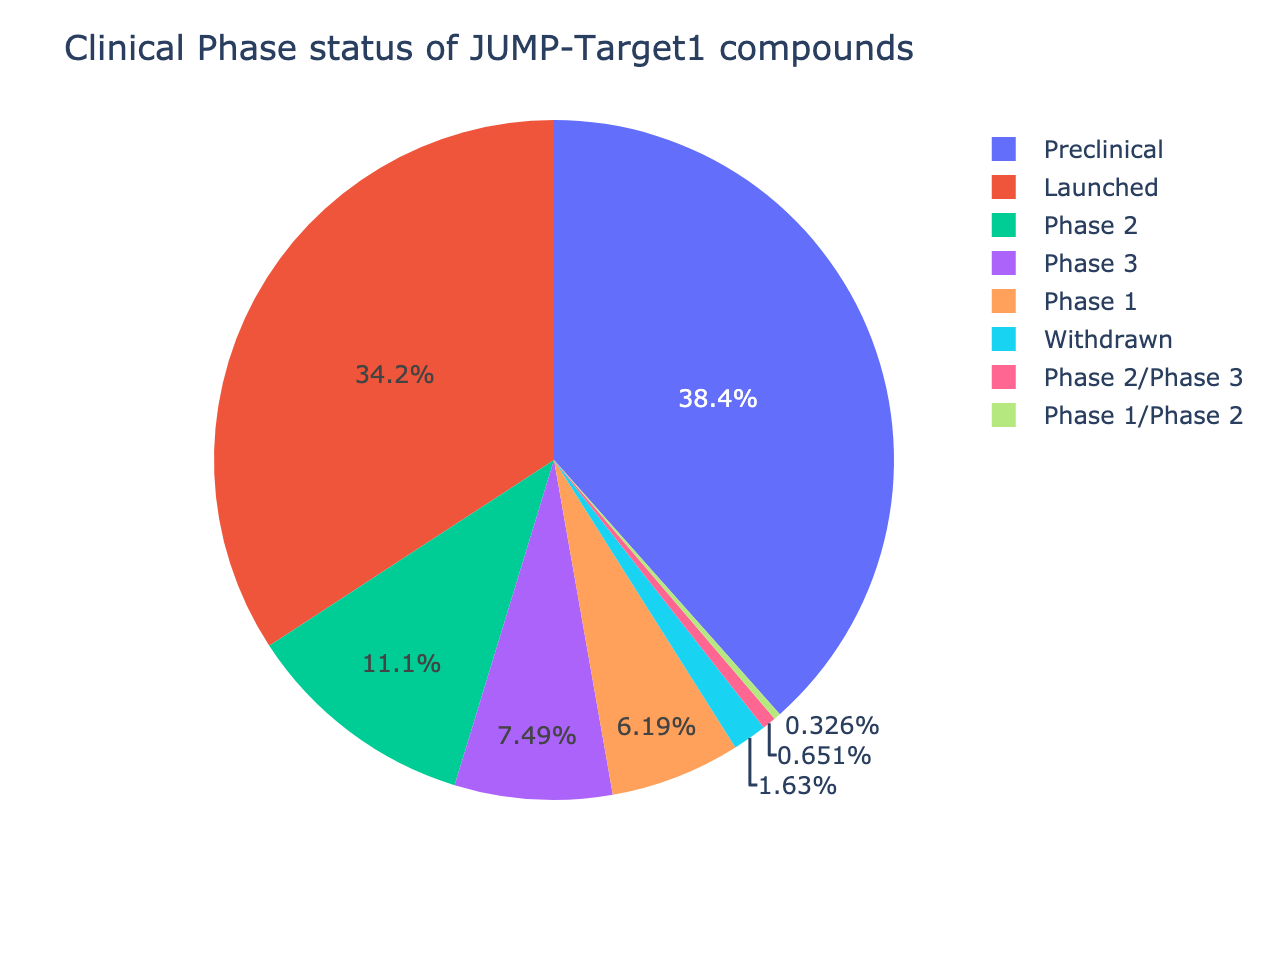 Clinical Phase status of JUMP-Target1 compounds
Preclinical
Launched
Phase 2
Phase 3
Phase 1
Withdrawn
Phase 2/Phase 3
Phase 1/Phase 2
34.2%
38.4%
11.1%
7.49%
6.19%
0.326%
0.651%
1.63%